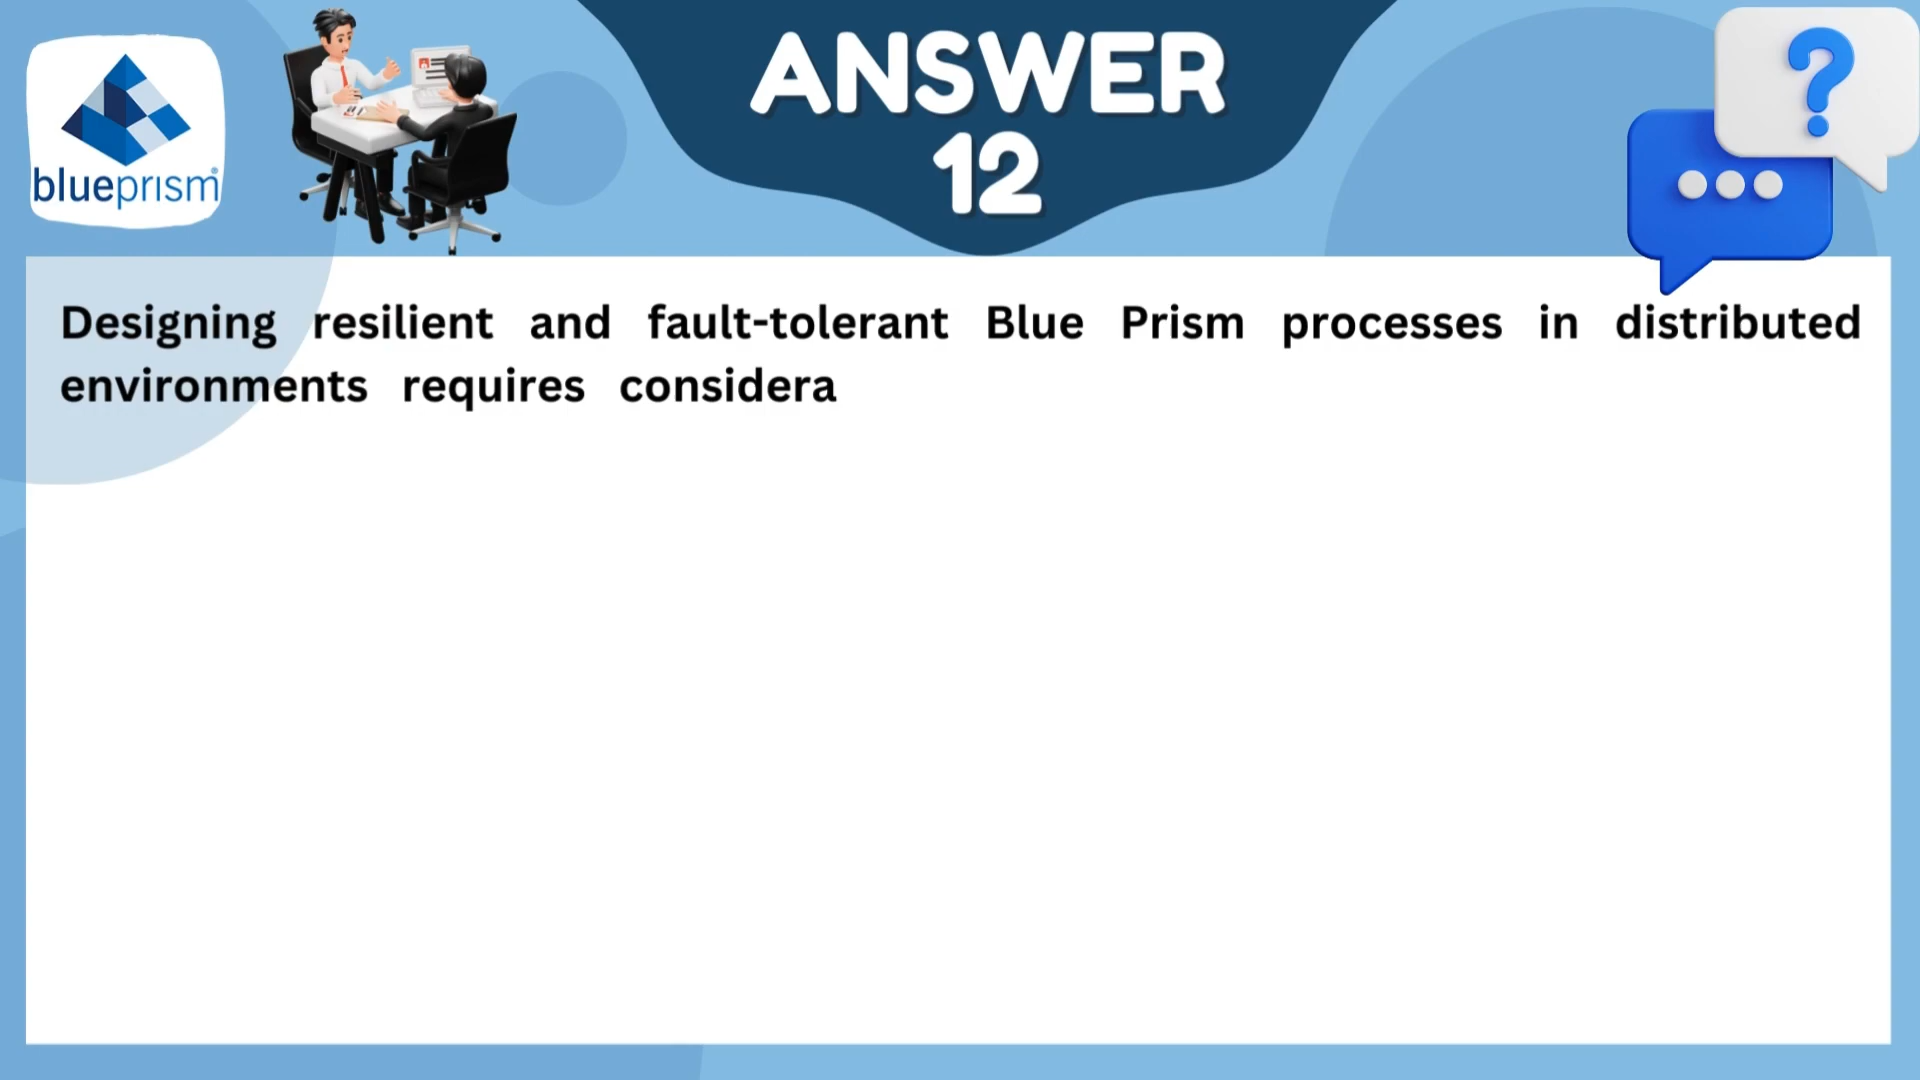 ANSWER
12
blueprism®
Designing resilient and fault-tolerant Blue Prism processes in distributed
environments requires considera